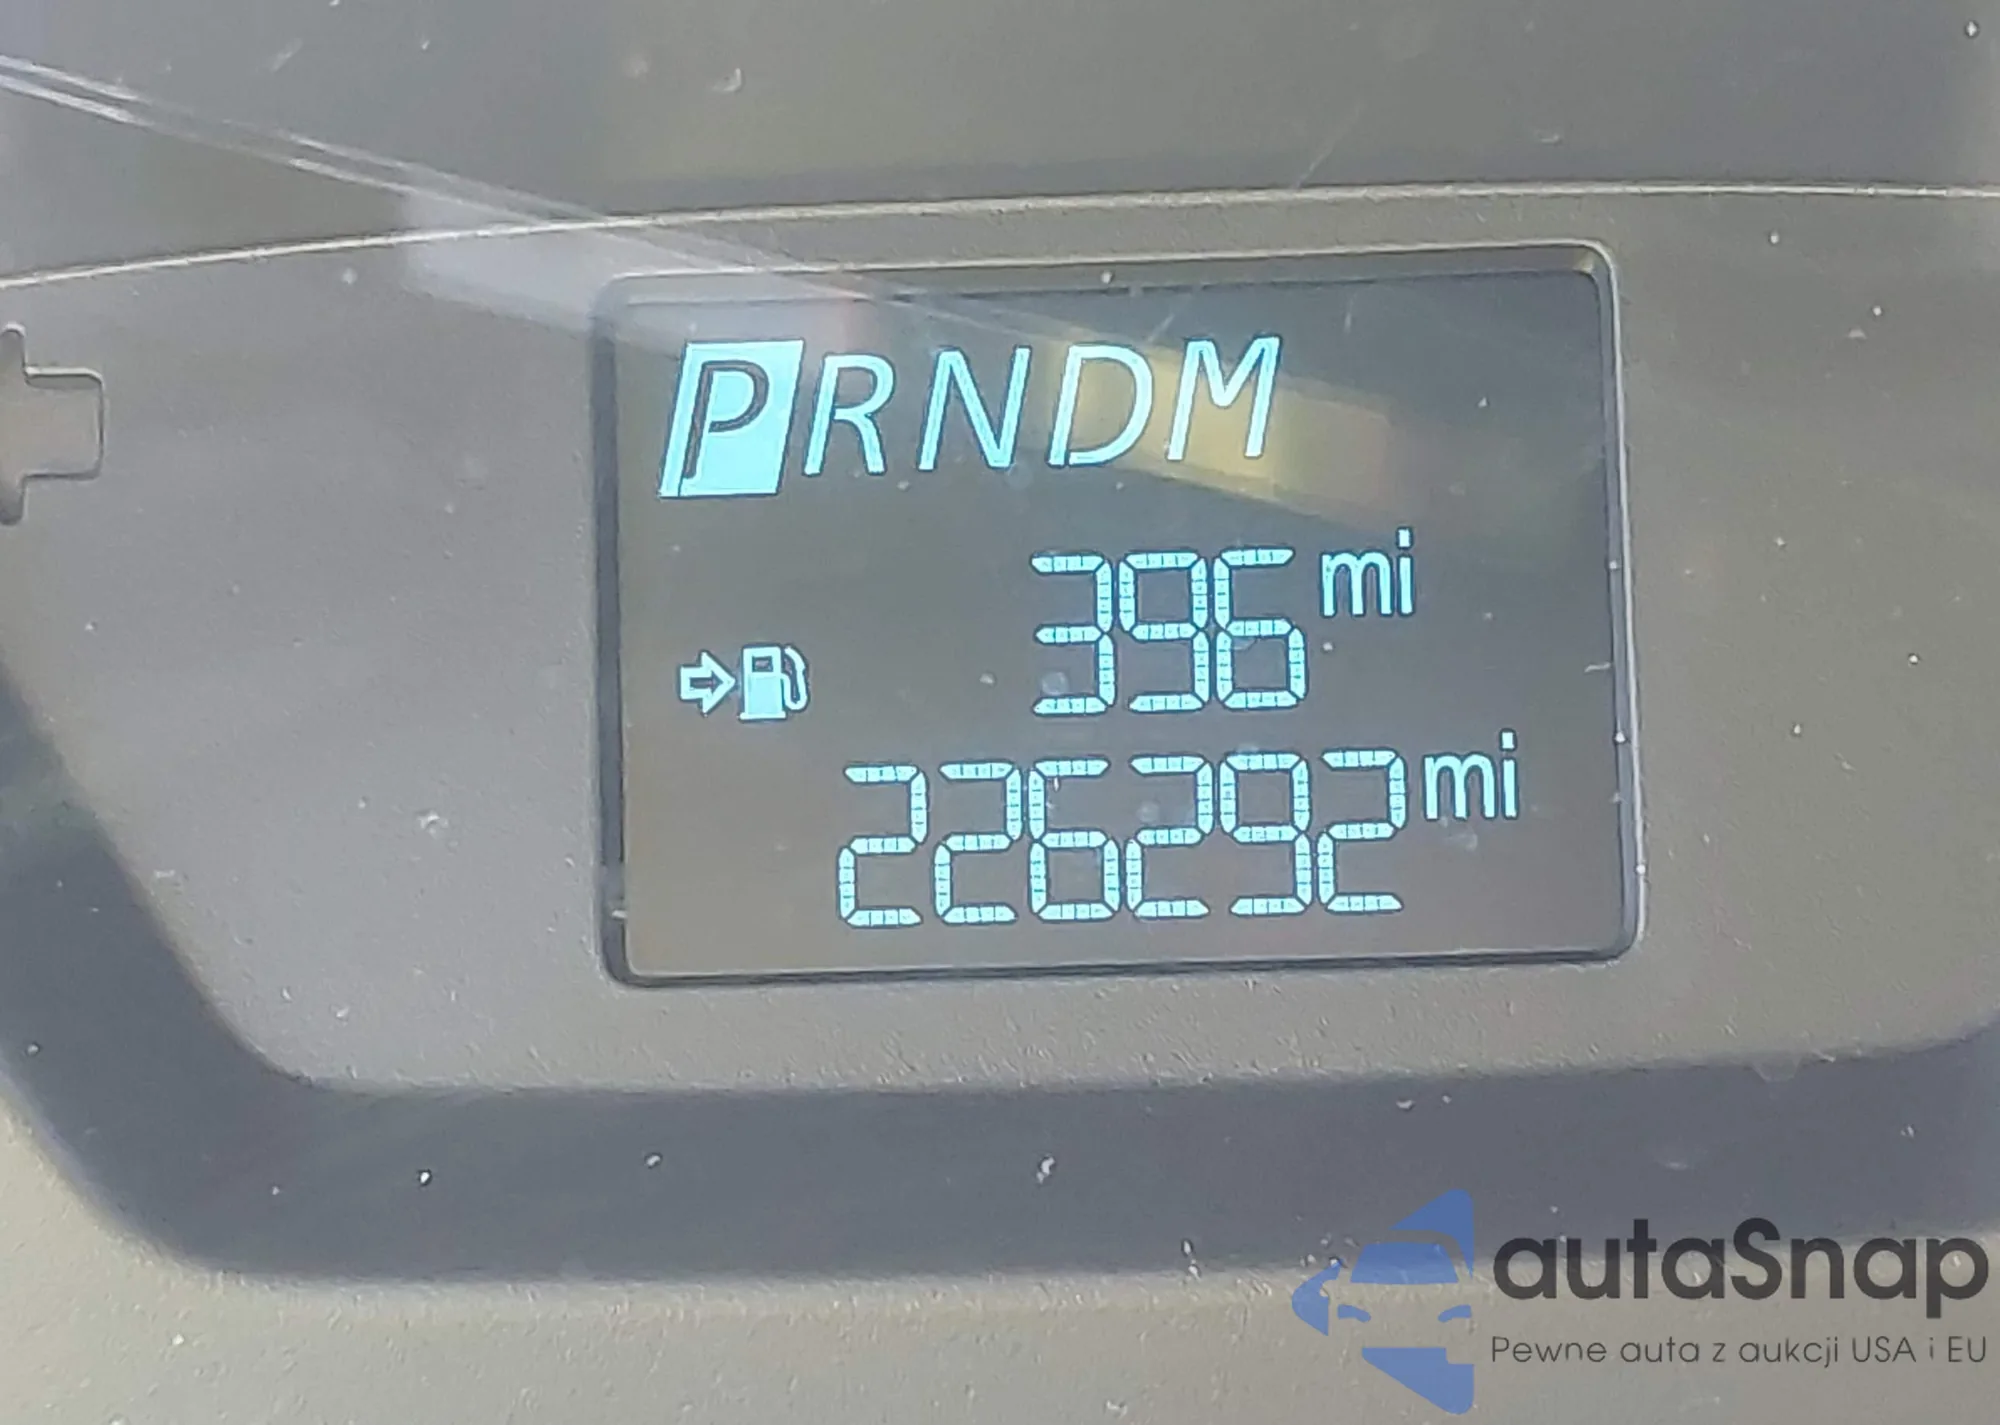 PRNDM
396 mi
226292 mi
autaSnap
Pewne auta z aukcji USA i EU